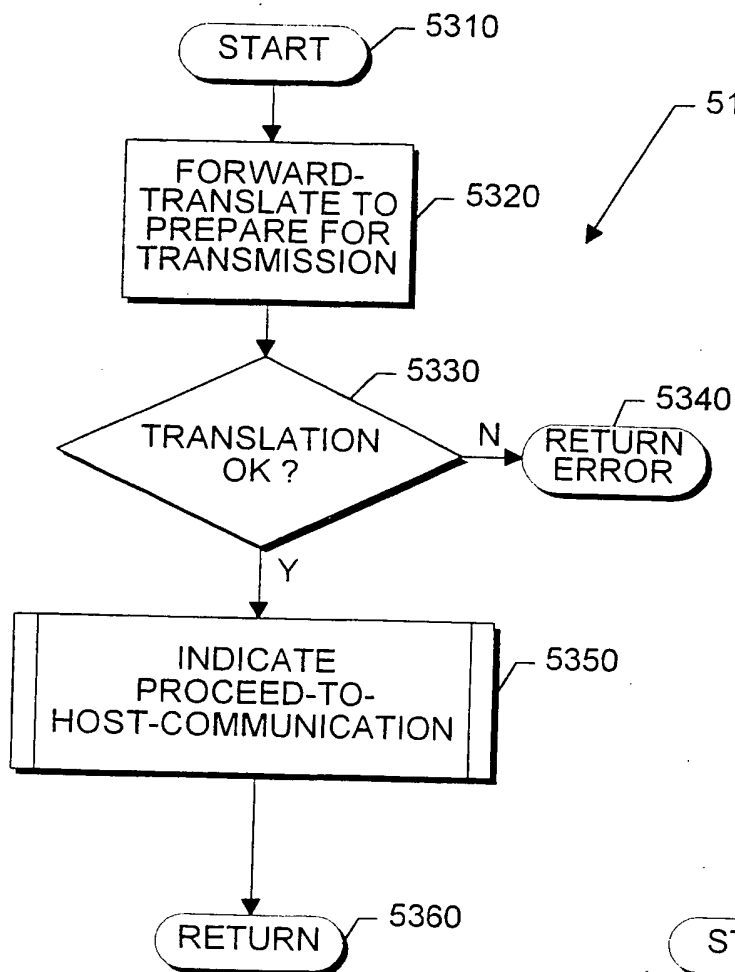 5310
START
51
FORWARD-
TRANSLATE TO
PREPARE FOR
TRANSMISSION
5320
5330
TRANSLATION
OK ?
N
5340
RETURN
ERROR
Y
INDICATE
PROCEED-TO-
HOST-COMMUNICATION
5350
RETURN
5360